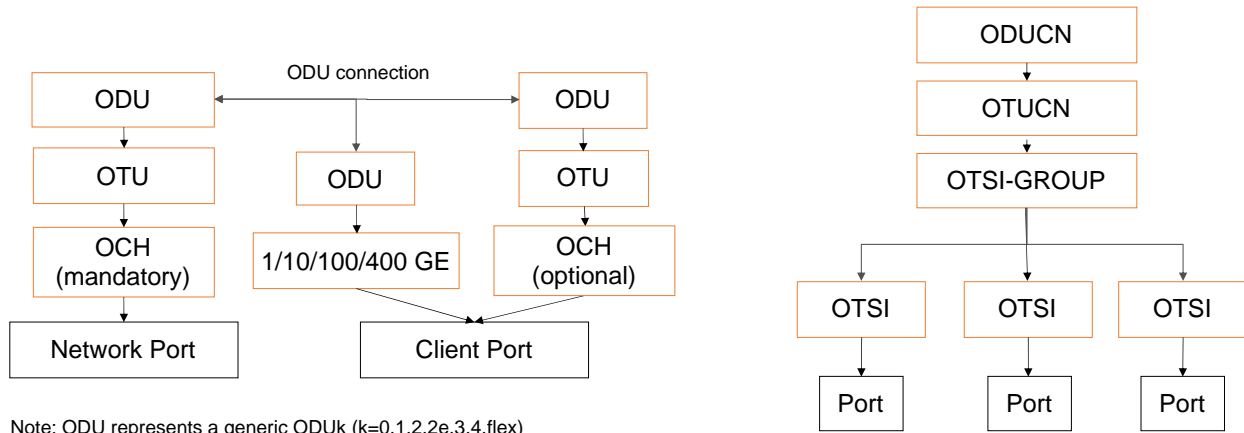 ODU connection
ODU
ODU
OTU
ODU
OTU
OCH
(mandatory)
1/10/100/400 GE
OCH
(optional)
Network Port
Client Port
Note: ODU represents a generic ODUk (k=0,1,2,2e,3,4,flex)
ODUCN
OTUCN
OTSI-GROUP
OTSI
OTSI
OTSI
Port
Port
Port